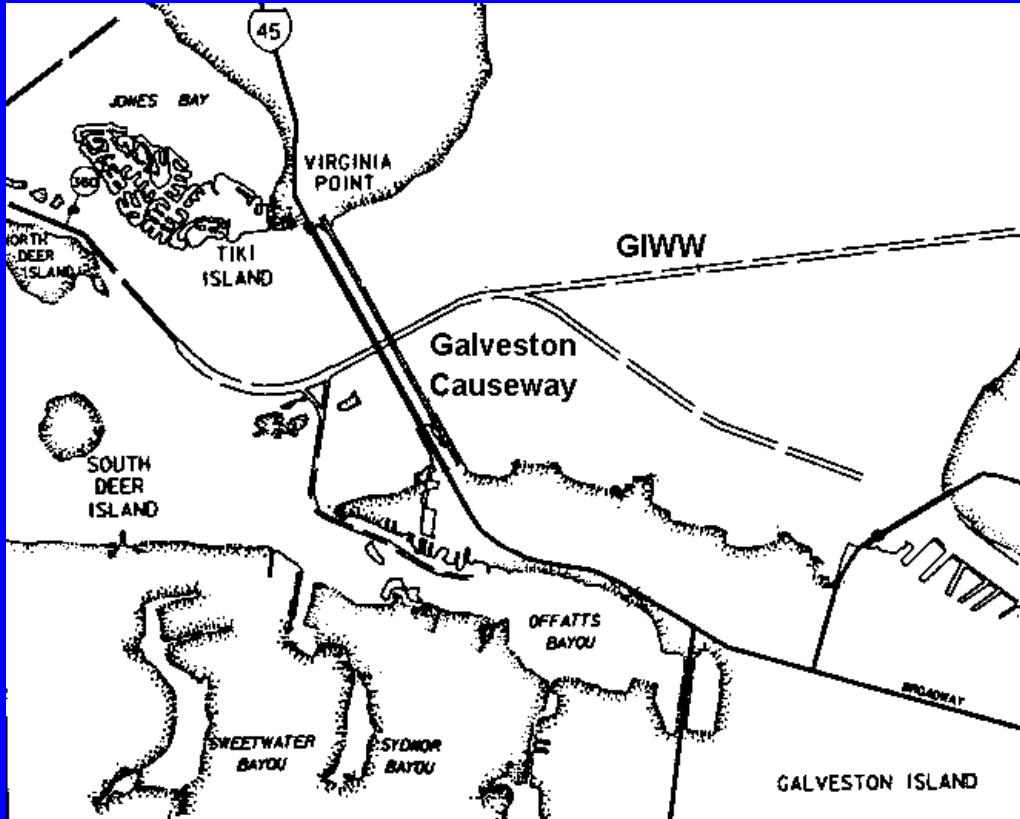 45
JONES BAY
VIRGINIA
POINT
360
GIWW
NORTH
DEER
ISLAND
TIKI
ISLAND
Galveston
Causeway
SOUTH
DEER
ISLAND
OFFATTS
BAYOU
BROADWAY
SWEETWATER
BAYOU
SYDNOR
BAYOU
GALVESTON ISLAND